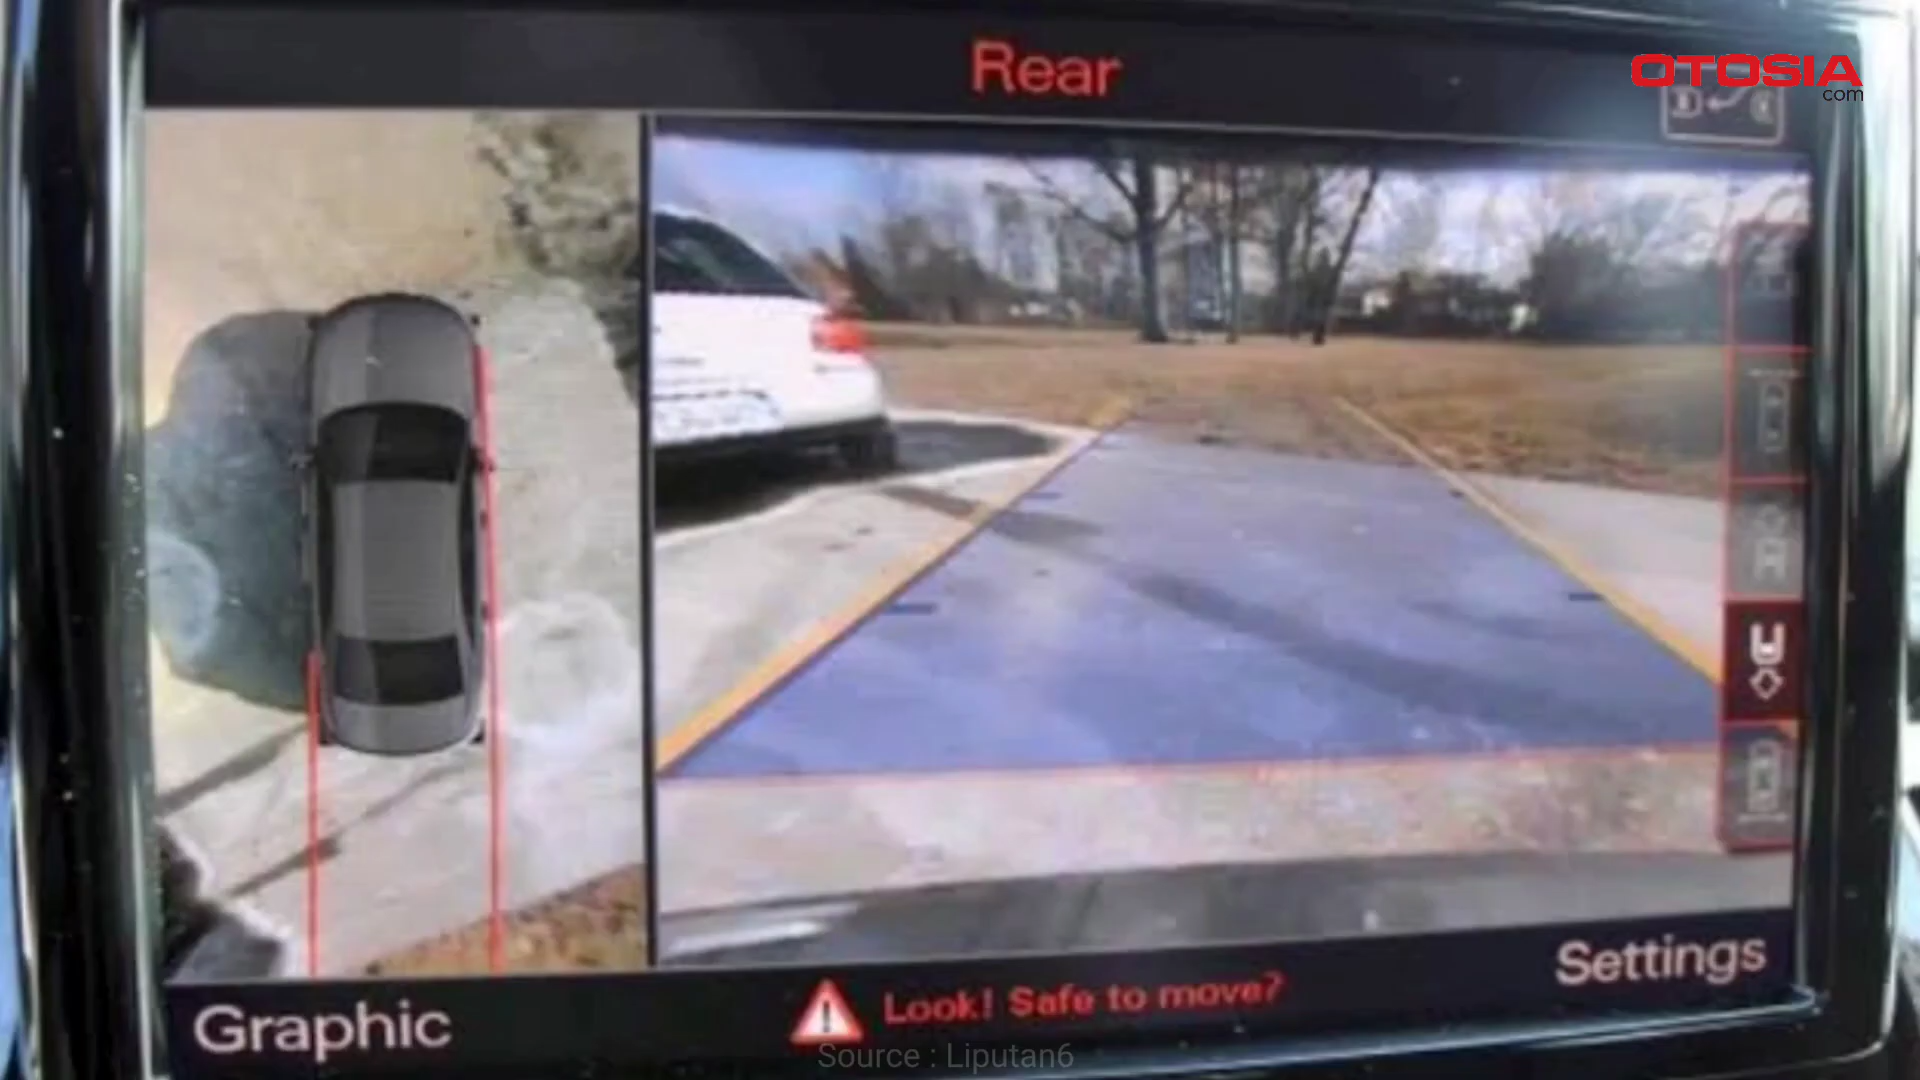 Rear
OTOSIA
com
Settings
Graphic
Look! Safe to move?
Source : Liputan6